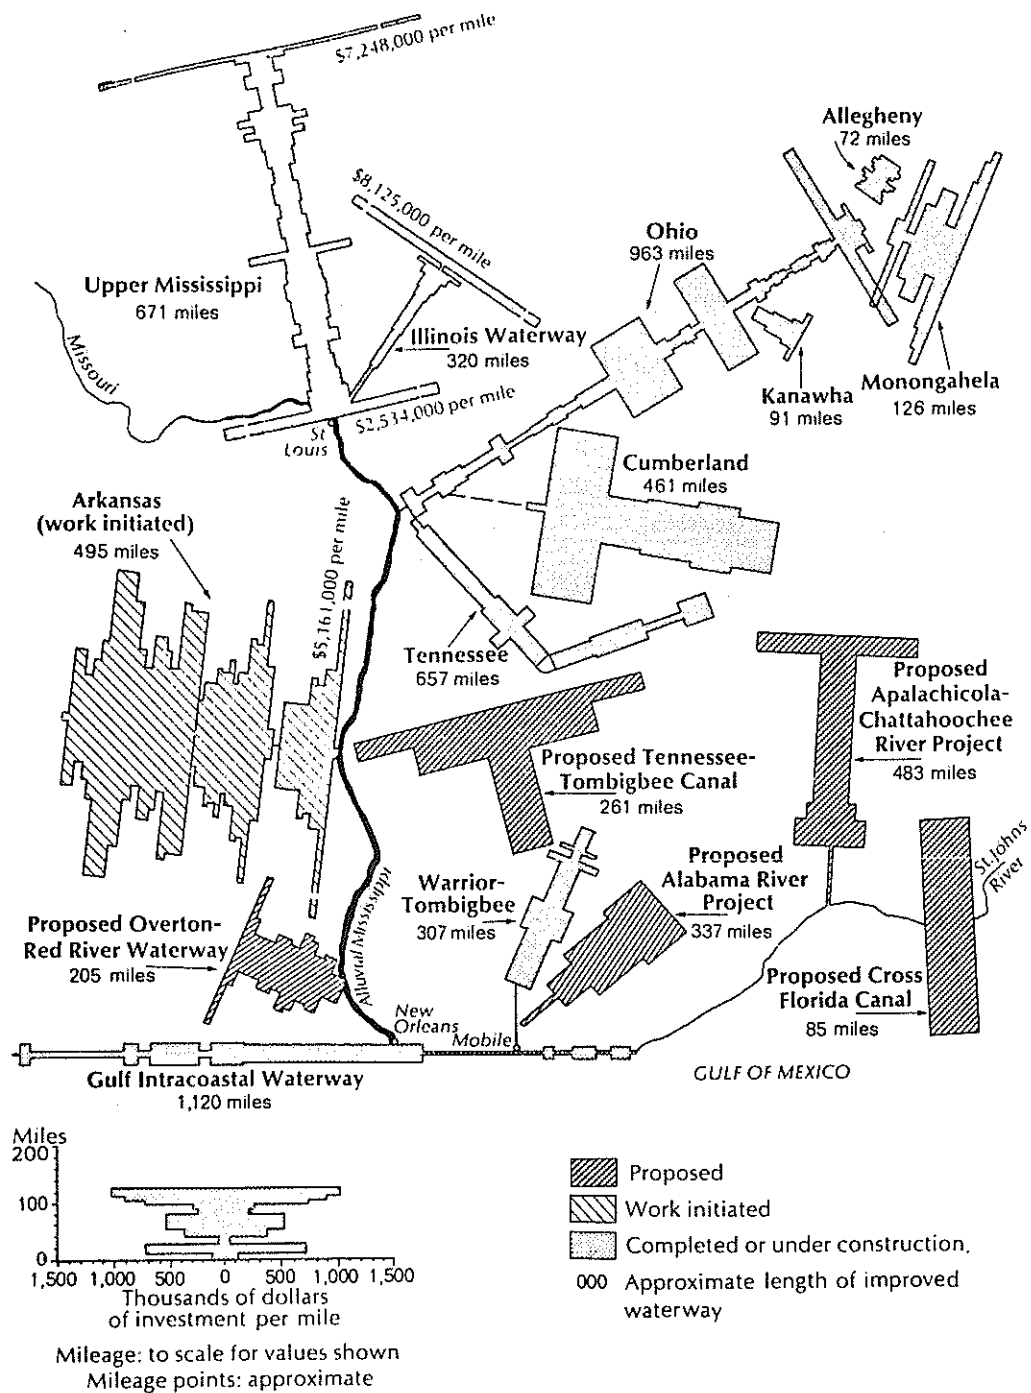 $7,248,000 per mile
Allegheny
72 miles
$8,125,000 per mile
Ohio
963 miles
Upper Mississippi
671 miles
Illinois Waterway
320 miles
Missouri
Kanawha
91 miles
Monongahela
126 miles
$2,534,000 per mile
St
Louis
Cumberland
461 miles
Arkansas
(work initiated)
495 miles
$5,161,000 per mile
Tennessee
657 miles
Proposed
Apalachicola-
Chattahoochee
River Project
483 miles
Proposed Tennessee-
Tombigbee Canal
261 miles
St. Johns
River
Warrior-
Tombigbee
307 miles
Proposed
Alabama River
Project
337 miles
Proposed Overton-
Red River Waterway
205 miles
Alluvial Mississippi
Proposed Cross
Florida Canal
85 miles
New
Orleans
Mobile
Gulf Intracoastal Waterway
1,120 miles
GULF OF MEXICO
Miles
200
100
0
1,500 1,000 500 0 500 1,000 1,500
Thousands of dollars
of investment per mile
Mileage: to scale for values shown
Mileage points: approximate
Proposed
Work initiated
Completed or under construction.
000 Approximate length of improved
waterway